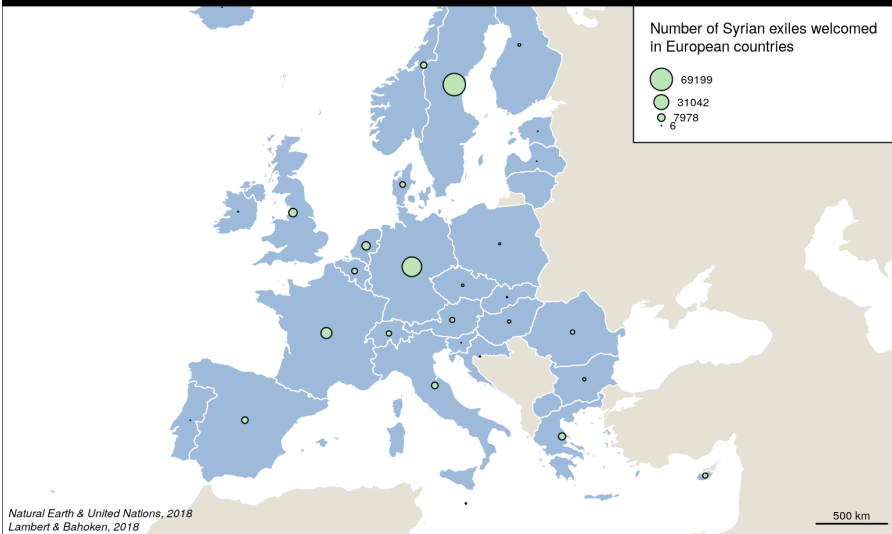 Number of Syrian exiles welcomed
in European countries
69199
31042
7978
6
500 km
Natural Earth & United Nations, 2018
Lambert & Bahoken, 2018